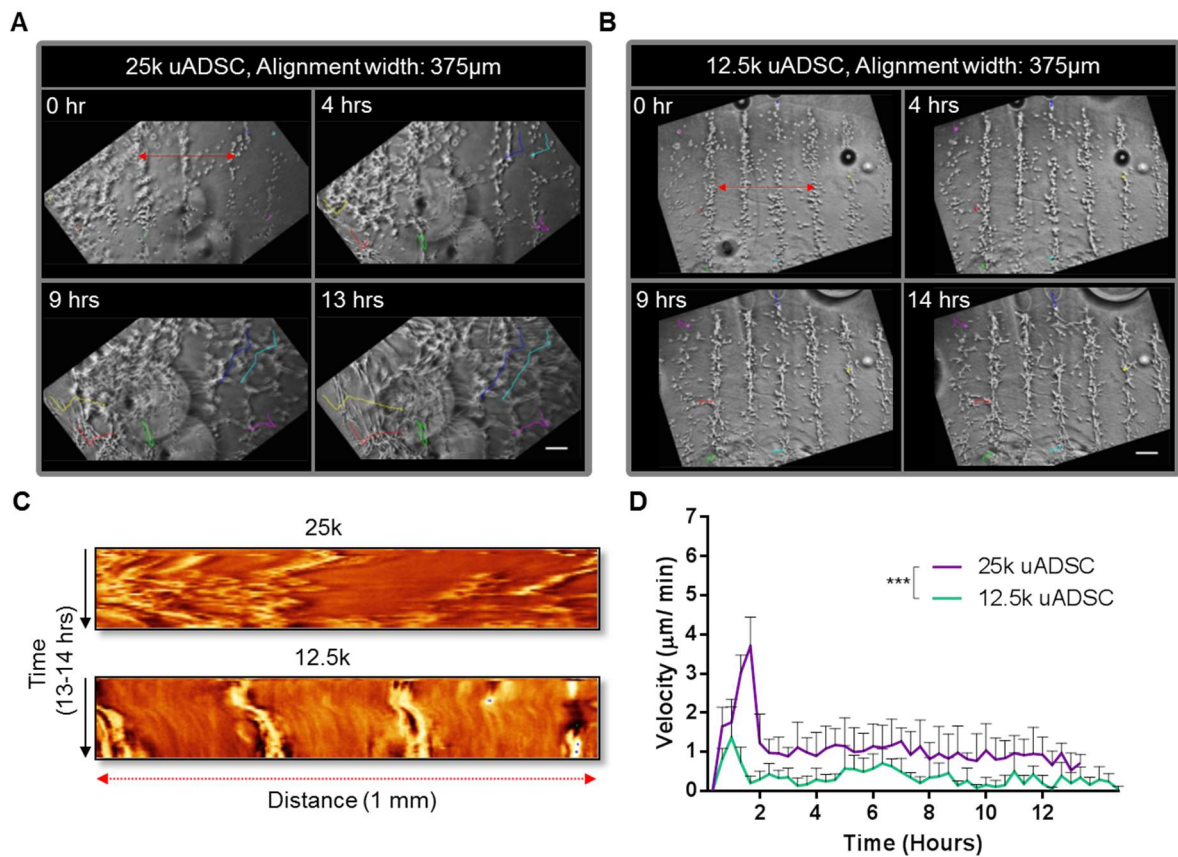 A
25k uADSC, Alignment width: 375µm
0 hr
4 hrs
9 hrs
13 hrs
B
12.5k uADSC, Alignment width: 375µm
0 hr
4 hrs
9 hrs
14 hrs
C
25k
12.5k
Time
(13-14 hrs)
Distance (1 mm)
D
7
6
5
4
3
2
1
0
Velocity (µm/ min)
***
25k uADSC
12.5k uADSC
2
4
6
8
10
12
Time (Hours)